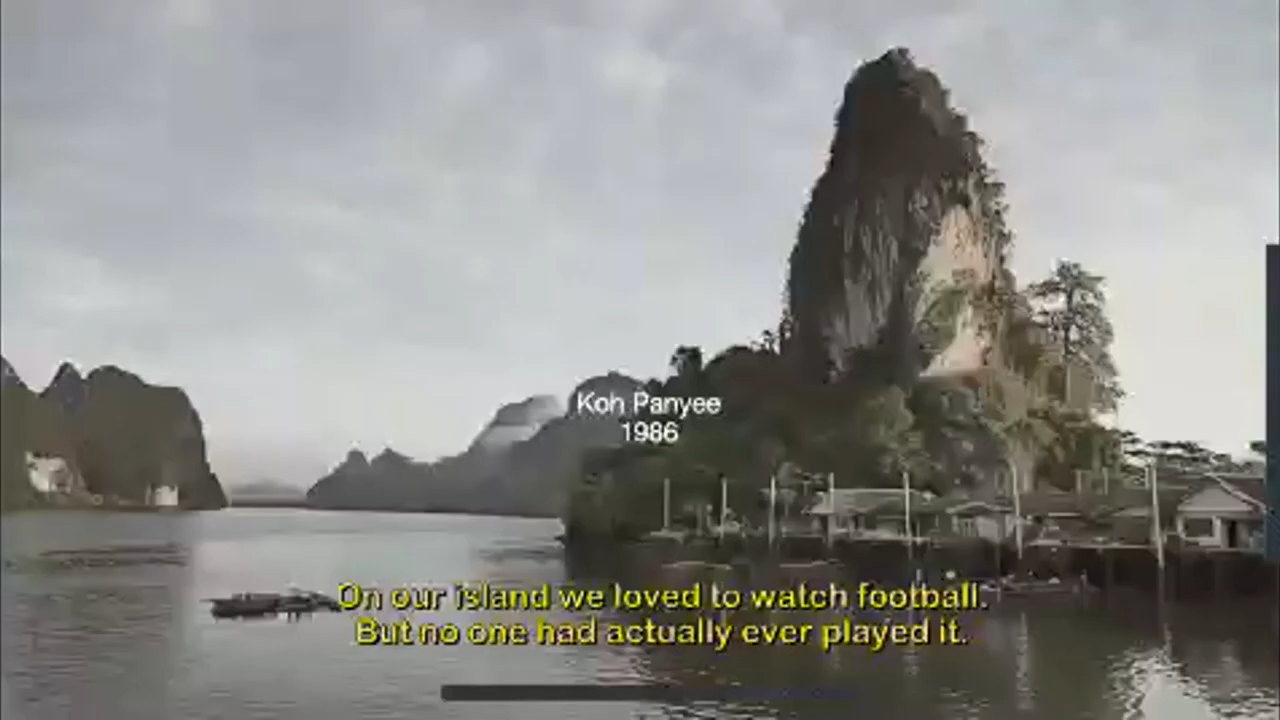 Koh Panyee
1986
On our island we loved to watch football.
But no one had actually ever played it.